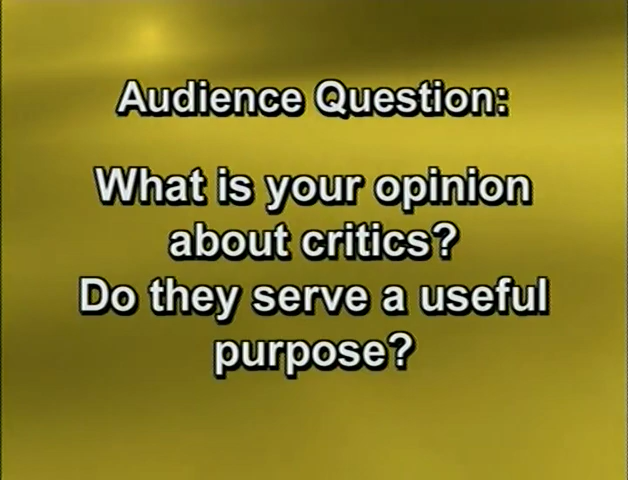 Audience Question:
What is your opinion
about critics?
Do they serve a useful
purpose?